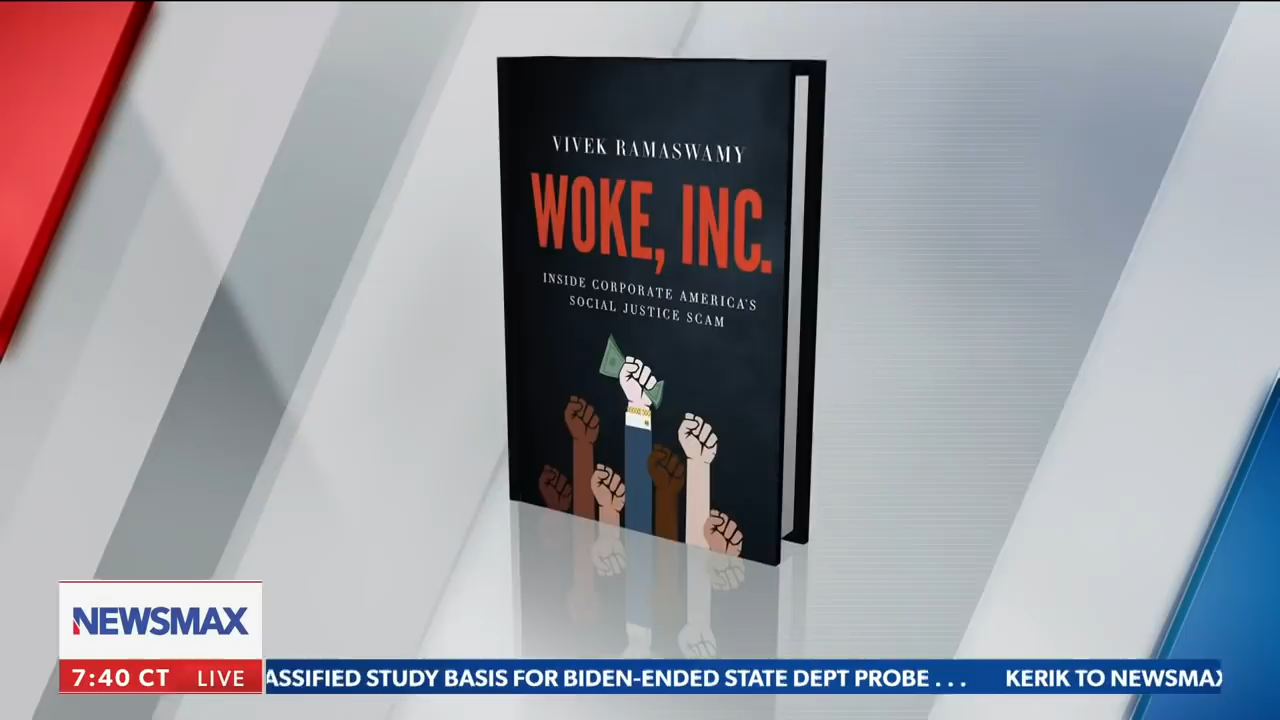 VIVEK RAMASWAMY
WOKE, INC.
INSIDE CORPORATE AMERICA'S
SOCIAL JUSTICE SCAM
NEWSMAX
7:40 CT LIVE
ASSIFIED STUDY BASIS FOR BIDEN-ENDED STATE DEPT PROBE . . . KERIK TO NEWSMAX